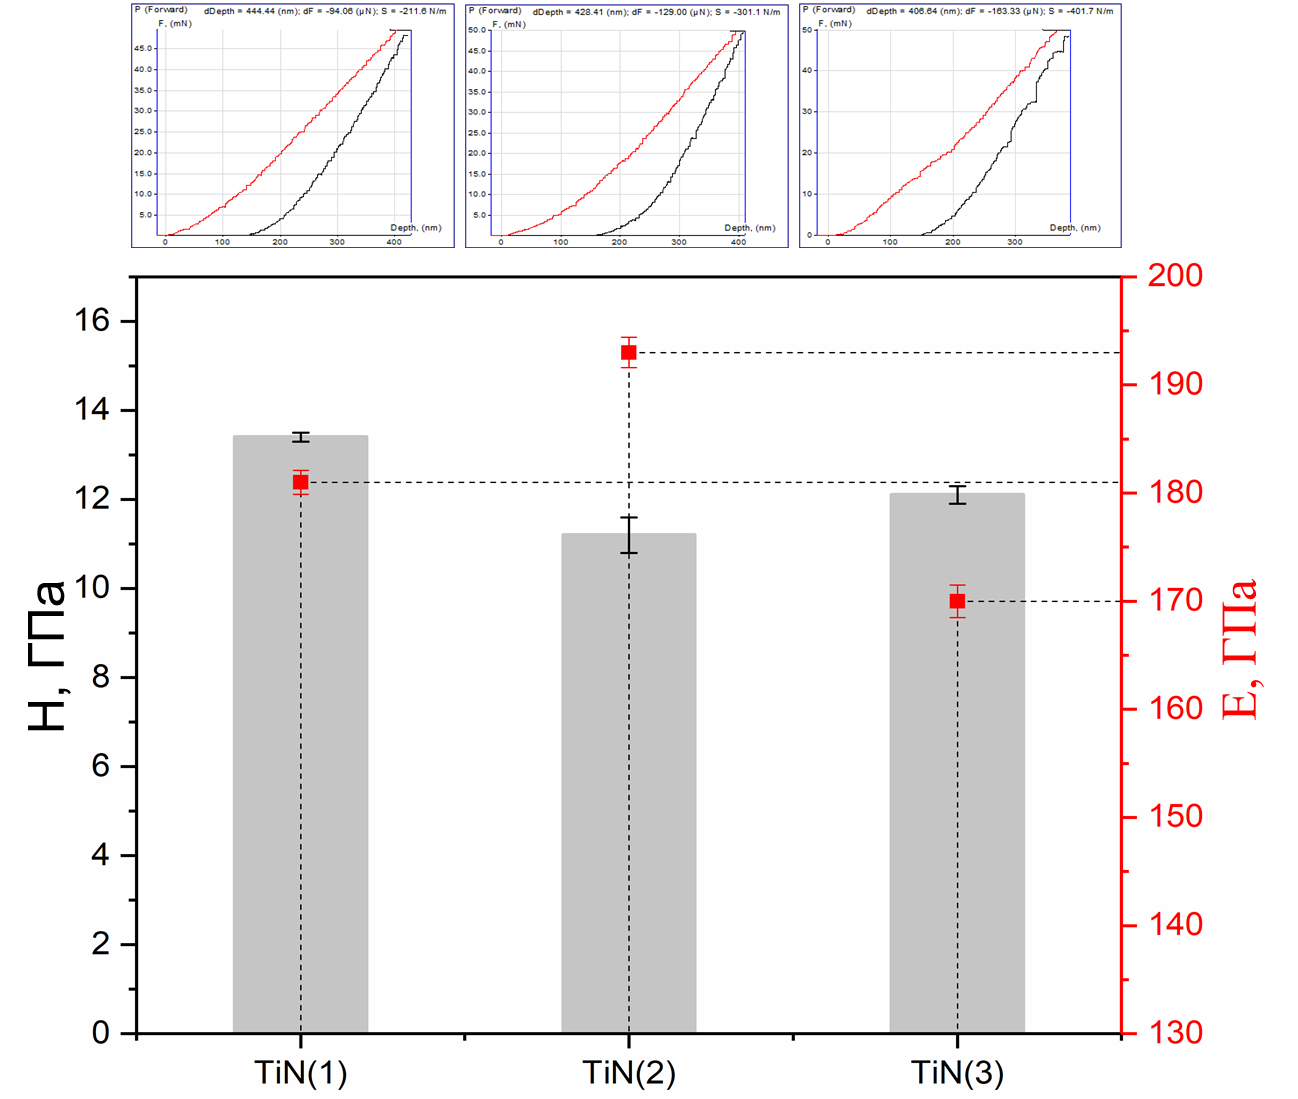 P (Forward) dDepth = 444.44 (nm); dF = -94.06 (µN); S = -211.6 N/m
F, (mN)
45.0
40.0
35.0
30.0
25.0
20.0
15.0
10.0
5.0
Depth, (nm)
0 100 200 300 400
P (Forward) dDepth = 428.41 (nm); dF = -129.00 (µN); S = -301.1 N/m
F, (mN)
50.0
45.0
40.0
35.0
30.0
25.0
20.0
15.0
10.0
5.0
Depth, (nm)
0 100 200 300 400
P (Forward) dDepth = 406.64 (nm); dF = -163.33 (µN); S = -401.7 N/m
F, (mN)
50
40
30
20
10
0
Depth, (nm)
0 100 200 300
H, ГПа
16
14
12
10
8
6
4
2
0
TiN(1) TiN(2) TiN(3)
200
190
180
170
160
150
140
130
E, ГПа